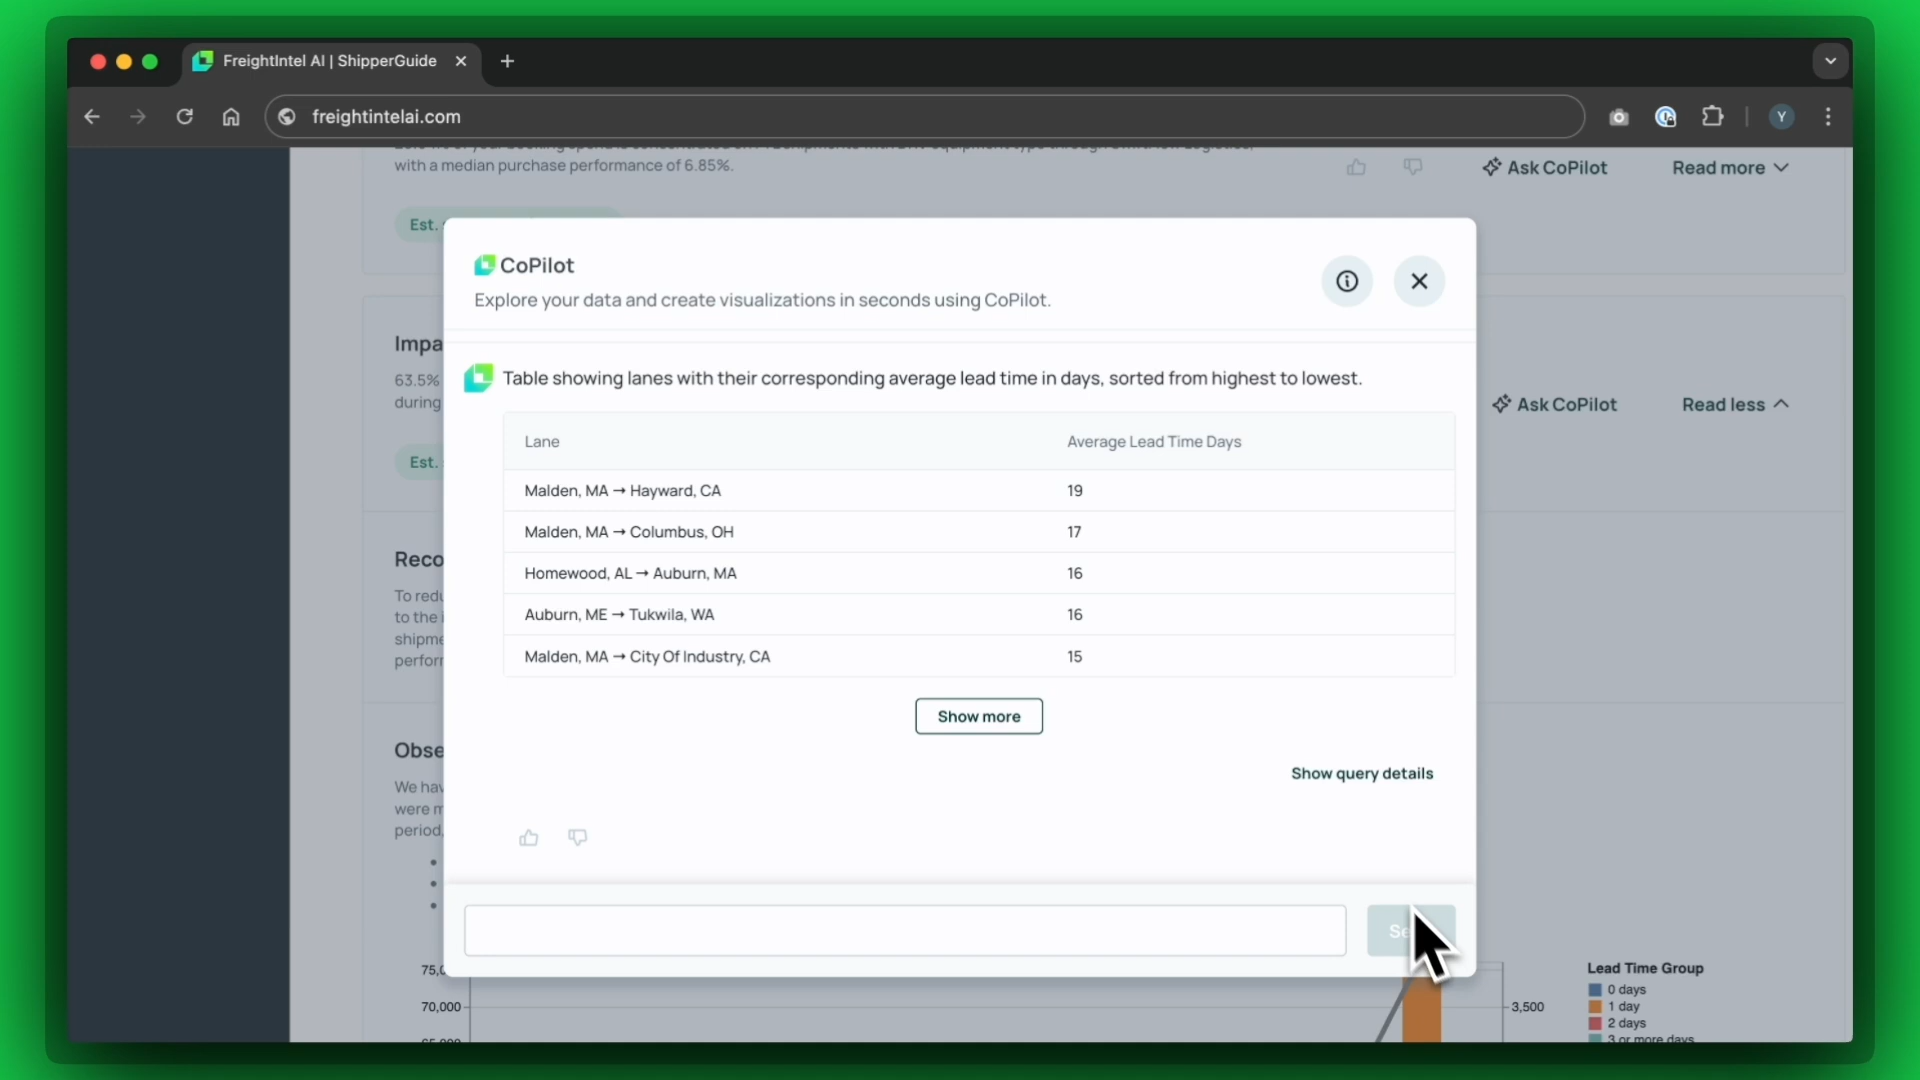 FreightIntel AI | ShipperGuide
freightintelai.com
Y
with a median purchase performance of 6.85%.
Ask CoPilot
Read more
Est.
CoPilot
Explore your data and create visualizations in seconds using CoPilot.
Impa
63.5%
during
Ask CoPilot
Read less
Est.
Table showing lanes with their corresponding average lead time in days, sorted from highest to lowest.
Lane Average Lead Time Days
Malden, MA → Hayward, CA 19
Malden, MA → Columbus, OH 17
Homewood, AL → Auburn, MA 16
Auburn, ME → Tukwila, WA 16
Malden, MA → City Of Industry, CA 15
Reco
To redu
to the i
shipme
perforr
Show more
Show query details
Obse
We hav
were m
period.
Se
75,0
70,000
3,500
Lead Time Group
0 days
1 day
2 days
3 or more days